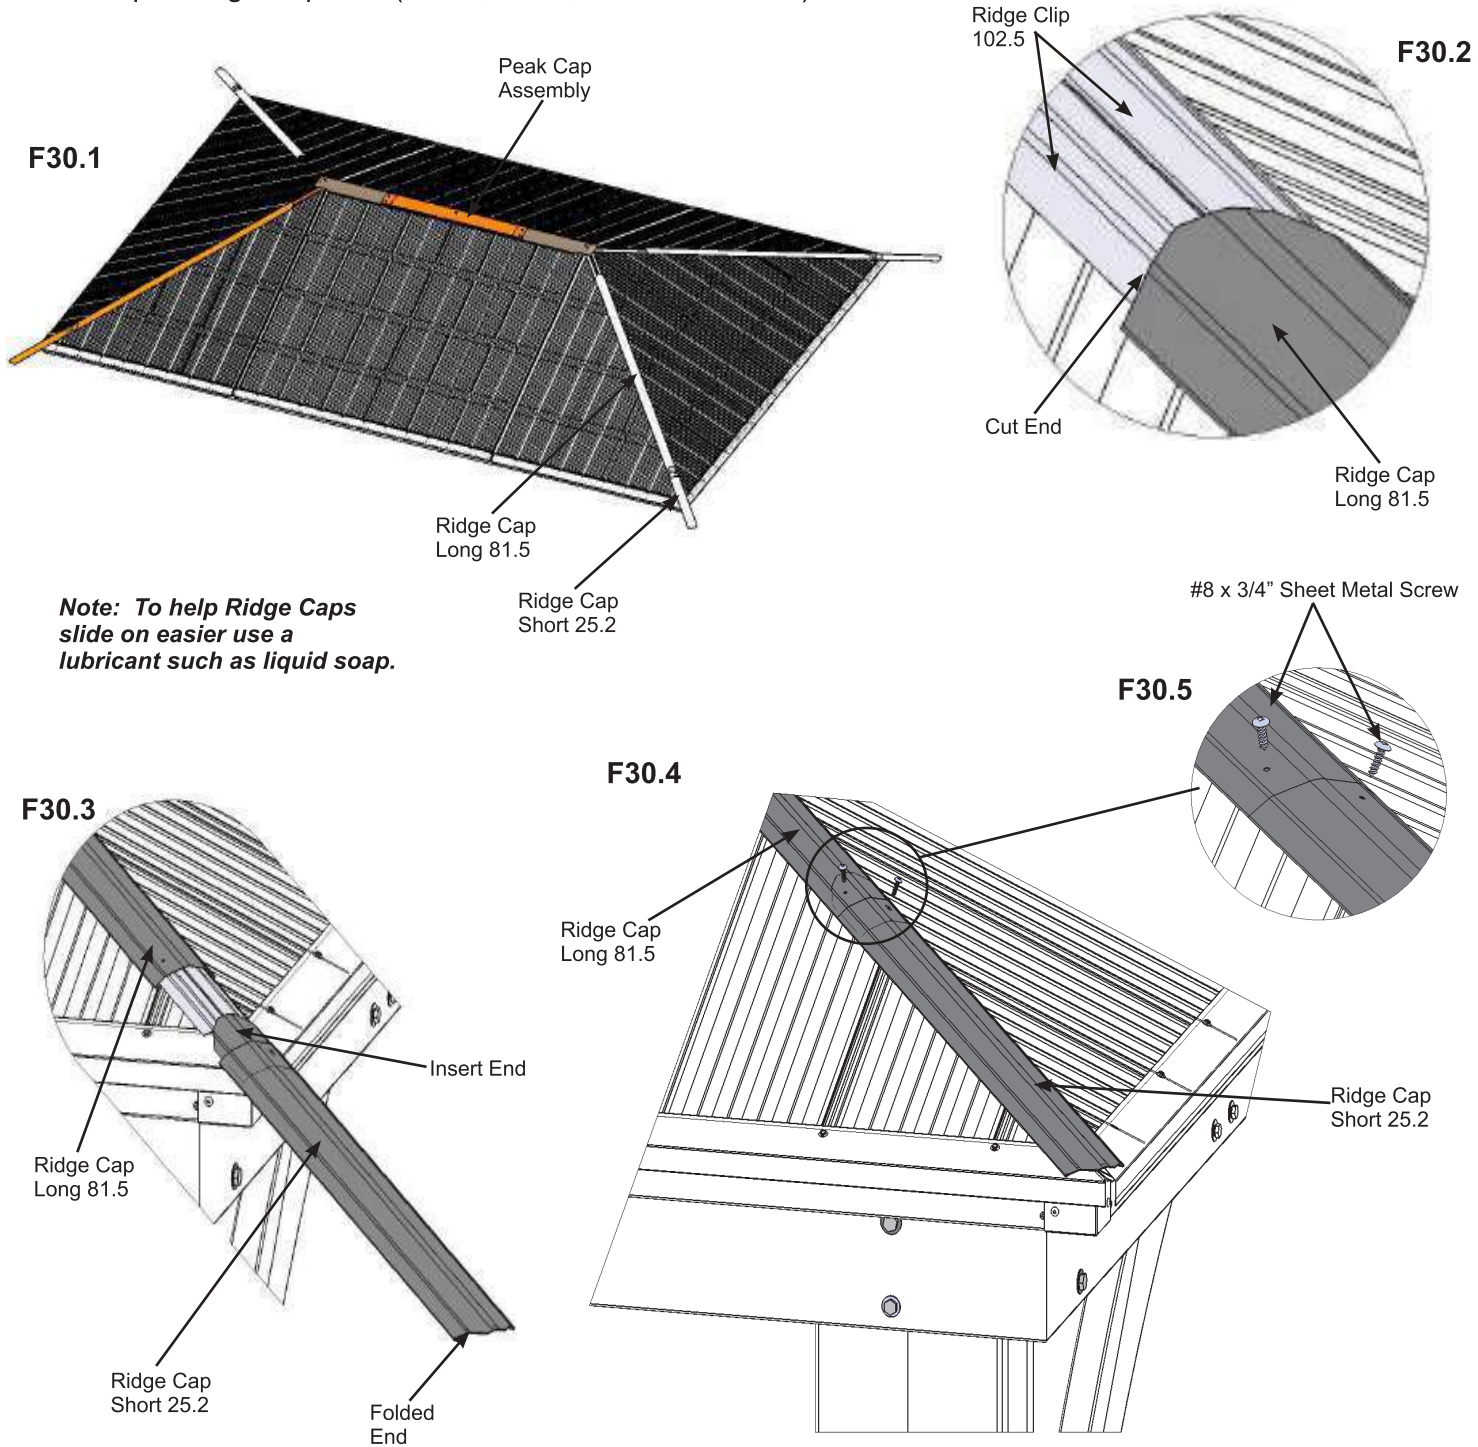 Ridge Clip
102.5
F30.2
Peak Cap
Assembly
F30.1
Cut End
Ridge Cap
Long 81.5
Ridge Cap
Long 81.5
Ridge Cap
Short 25.2
Note: To help Ridge Caps
slide on easier use a
lubricant such as liquid soap.
#8 x 3/4” Sheet Metal Screw
F30.5
F30.4
F30.3
Ridge Cap
Long 81.5
Insert End
Ridge Cap
Short 25.2
Ridge Cap
Long 81.5
Ridge Cap
Short 25.2
Folded
End